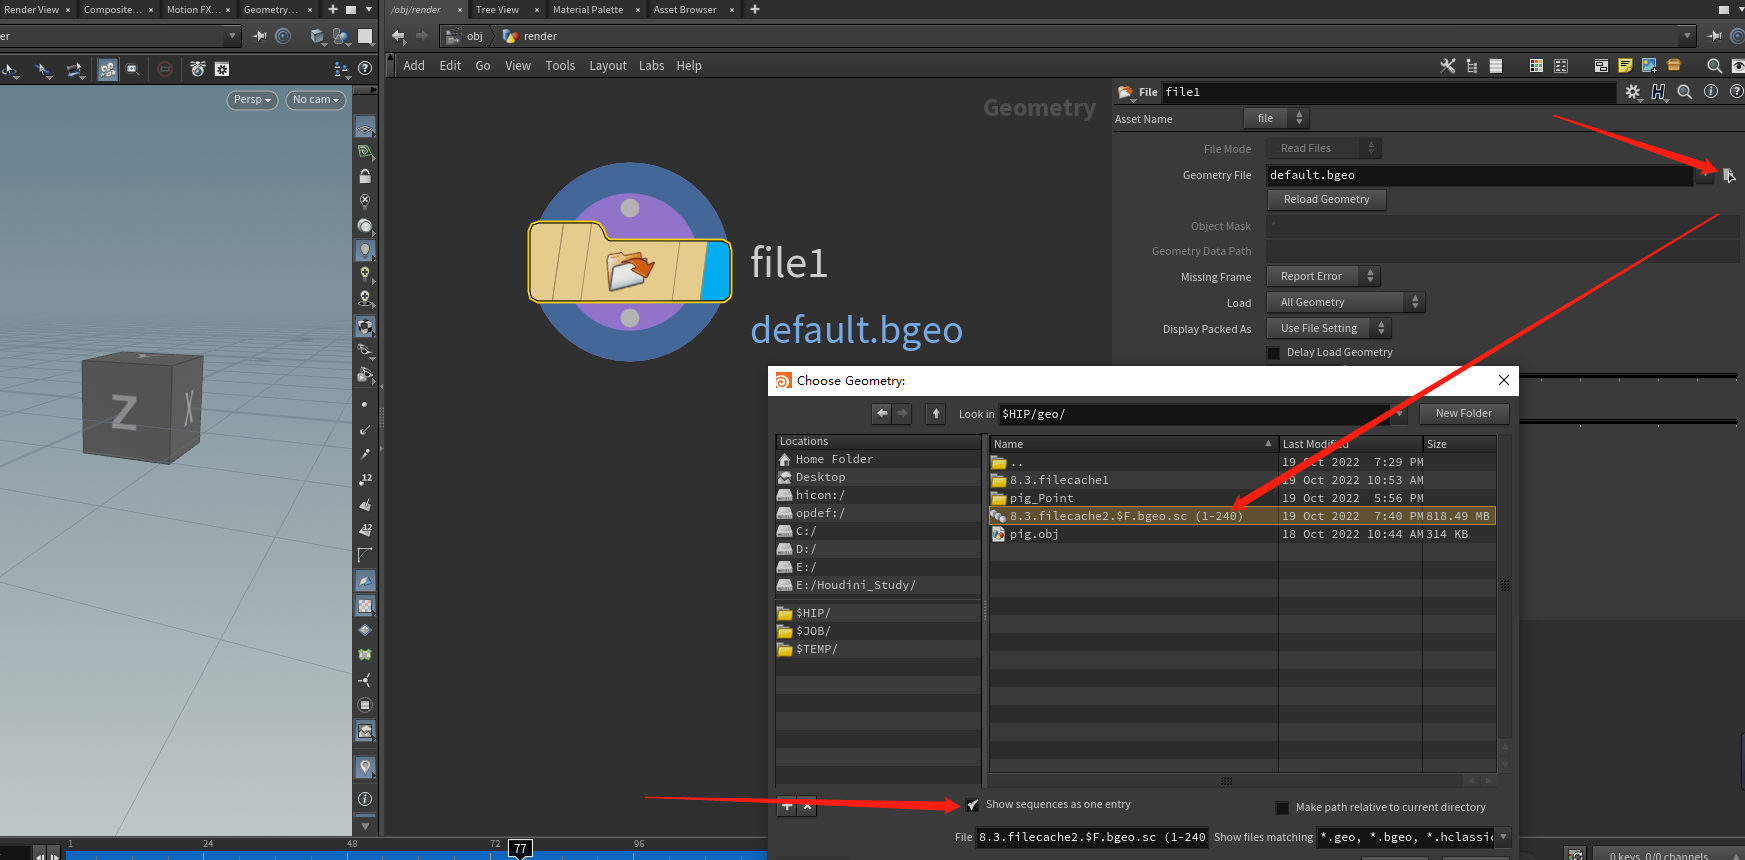 Render View × Composite... × Motion FX... × Geometry... × +
/obj/render × Tree View × Material Palette × Asset Browser × +
er
obj render
Add Edit Go View Tools Layout Labs Help
Persp No cam
Geometry
File file1
Asset Name file
File Mode Read Files
Geometry File default.bgeo
Reload Geometry
Object Mask *
Geometry Data Path
Missing Frame Report Error
Load All Geometry
Display Packed As Use File Setting
Delay Load Geometry
file1
default.bgeo
Z X Y
12
12
Choose Geometry:
Look in $HIP/geo/ New Folder
Locations
Home Folder
Desktop
hicon:/
opdef:/
C:/
D:/
E:/
E:/Houdini_Study/
$HIP/
$JOB/
$TEMP/
Name Last Modified Size
.. 19 Oct 2022 7:29 PM
8.3.filecache1 19 Oct 2022 10:53 AM
pig_Point 19 Oct 2022 5:56 PM
8.3.filecache2.$F.bgeo.sc (1-240) 19 Oct 2022 7:40 PM 818.49 MB
pig.obj 18 Oct 2022 10:44 AM 314 KB
Show sequences as one entry Make path relative to current directory
File 8.3.filecache2.$F.bgeo.sc (1-240 Show files matching *.geo, *.bgeo, *.hclassic
1 24 48 72 77 96
0 keys, 0/0 channels